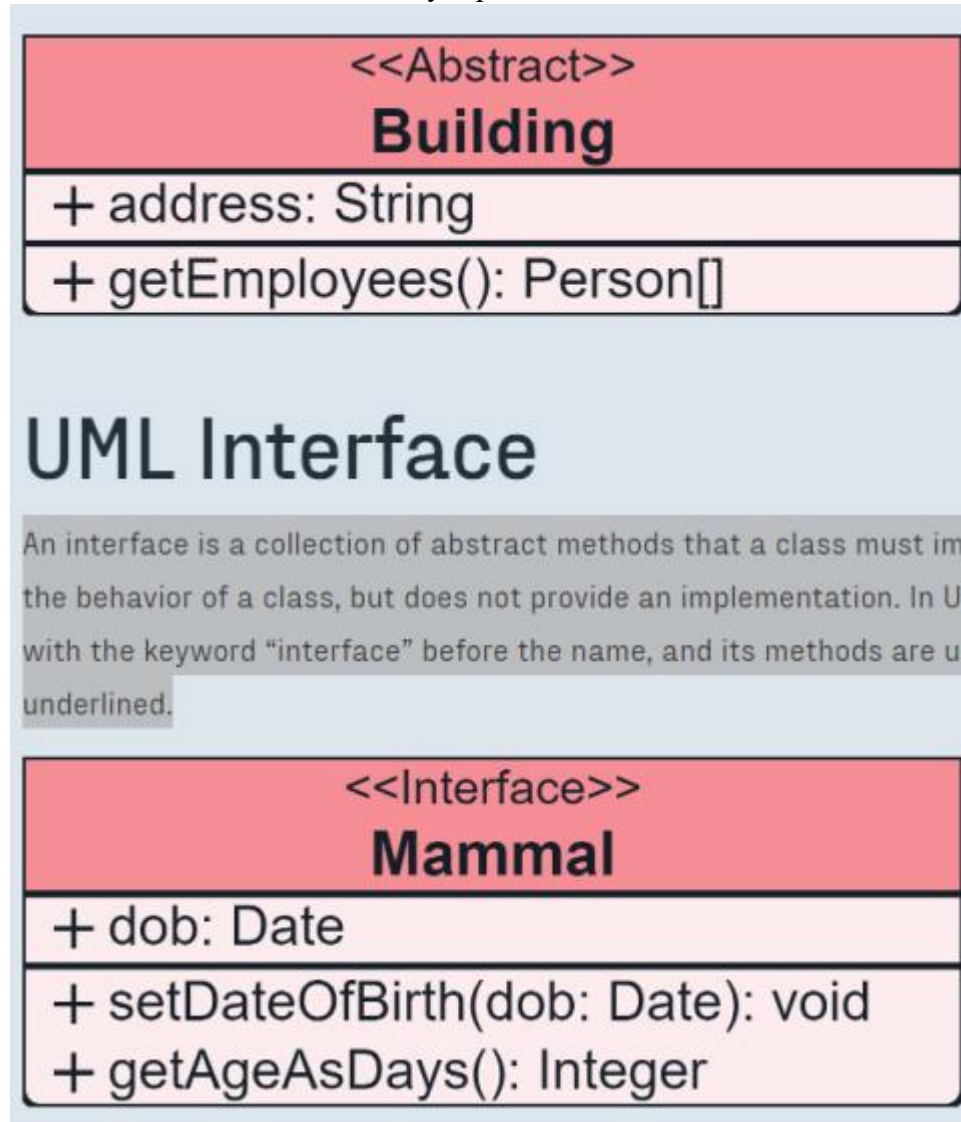 <<Abstract>>
Building
+ address: String
+ getEmployees(): Person[]
UML Interface
An interface is a collection of abstract methods that a class must im
the behavior of a class, but does not provide an implementation. In U
with the keyword “interface” before the name, and its methods are u
underlined.
<<Interface>>
Mammal
+ dob: Date
+ setDateOfBirth(dob: Date): void
+ getAgeAsDays(): Integer